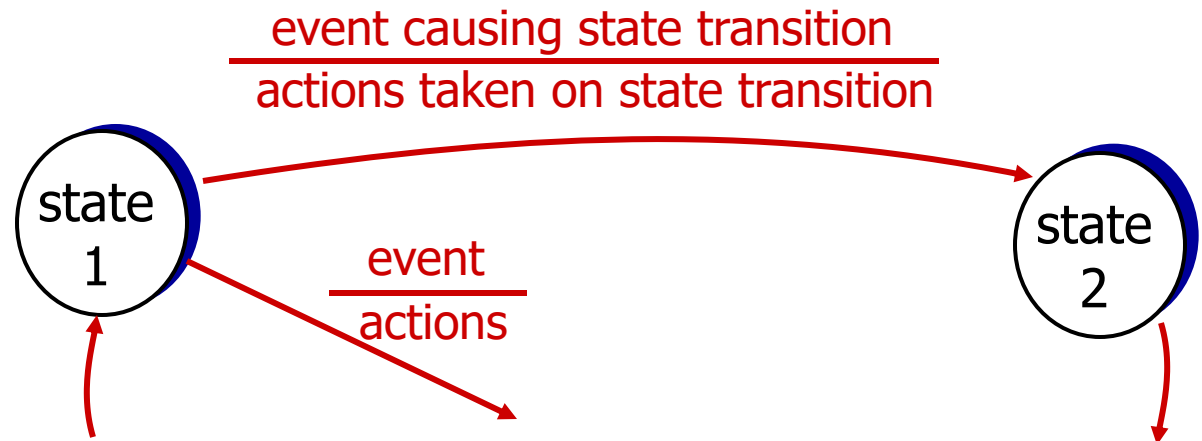 event causing state transition
actions taken on state transition
state
1
state
2
event
actions